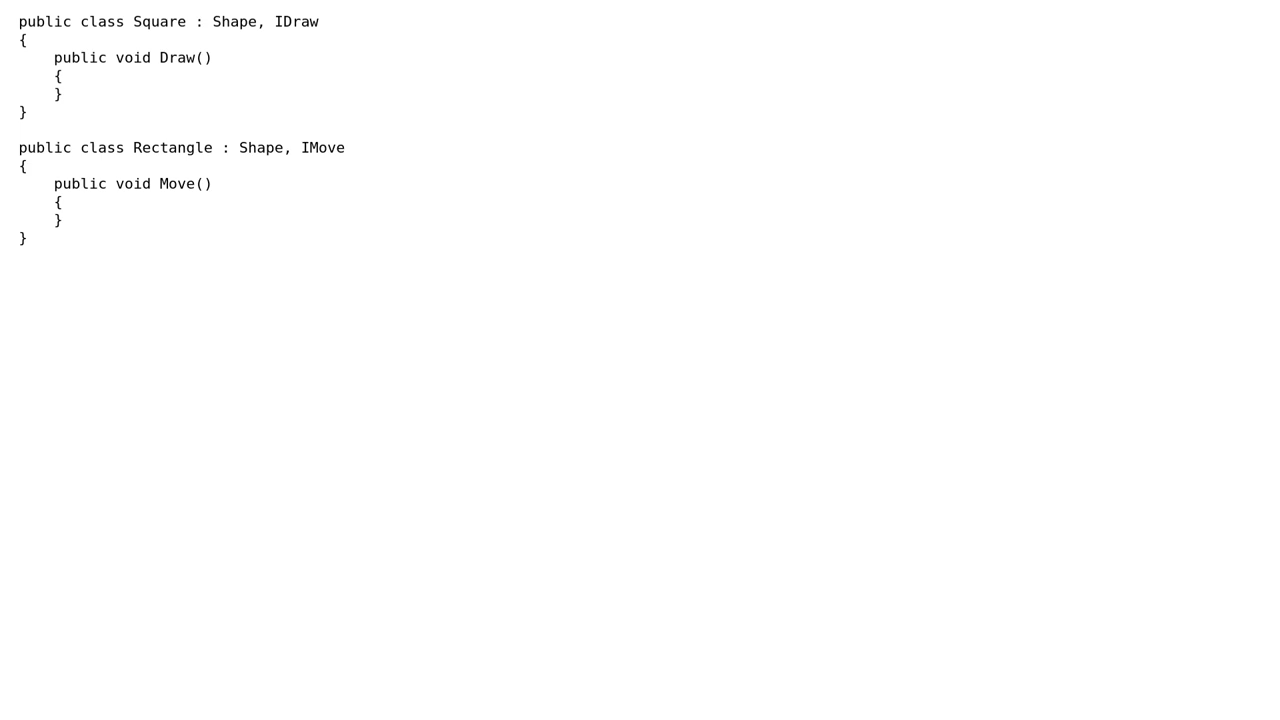 public class Square : Shape, IDraw
{
    public void Draw()
    {
    }
}

public class Rectangle : Shape, IMove
{
    public void Move()
    {
    }
}